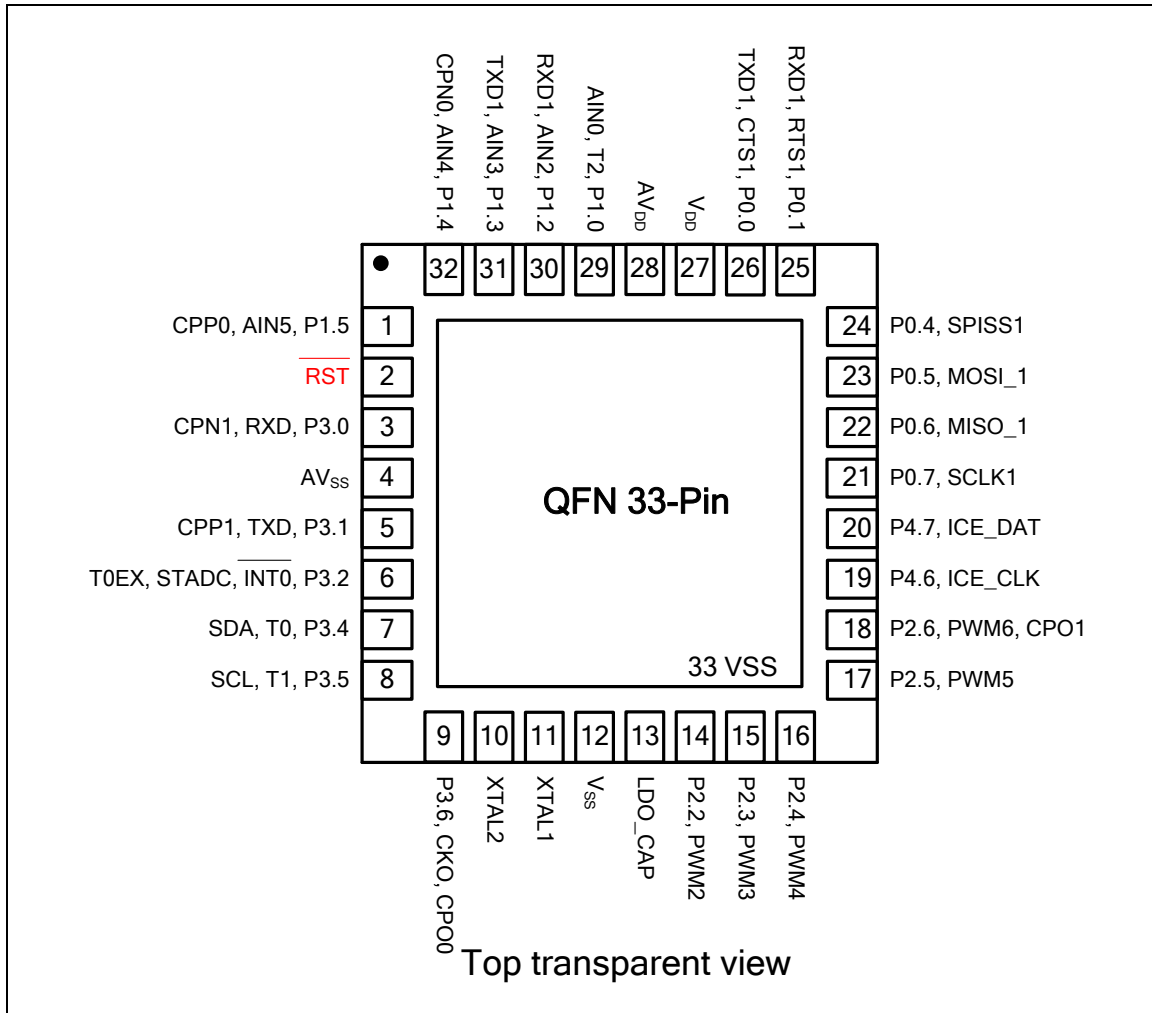 CPN0, AIN4, P1.4
TXD1, AIN3, P1.3
RXD1, AIN2, P1.2
AIN0, T2, P1.0
AVDD
VDD
TXD1, CTS1, P0.0
RXD1, RTS1, P0.1
32 31 30 29 28 27 26 25
CPP0, AIN5, P1.5 1
RST 2
CPN1, RXD, P3.0 3
AVSS 4
CPP1, TXD, P3.1 5
T0EX, STADC, INT0, P3.2 6
SDA, T0, P3.4 7
SCL, T1, P3.5 8
QFN 33-Pin
33 VSS
24 P0.4, SPISS1
23 P0.5, MOSI_1
22 P0.6, MISO_1
21 P0.7, SCLK1
20 P4.7, ICE_DAT
19 P4.6, ICE_CLK
18 P2.6, PWM6, CPO1
17 P2.5, PWM5
9 10 11 12 13 14 15 16
P3.6, CKO, CPO0
XTAL2
XTAL1
VSS
LDO_CAP
P2.2, PWM2
P2.3, PWM3
P2.4, PWM4
Top transparent view